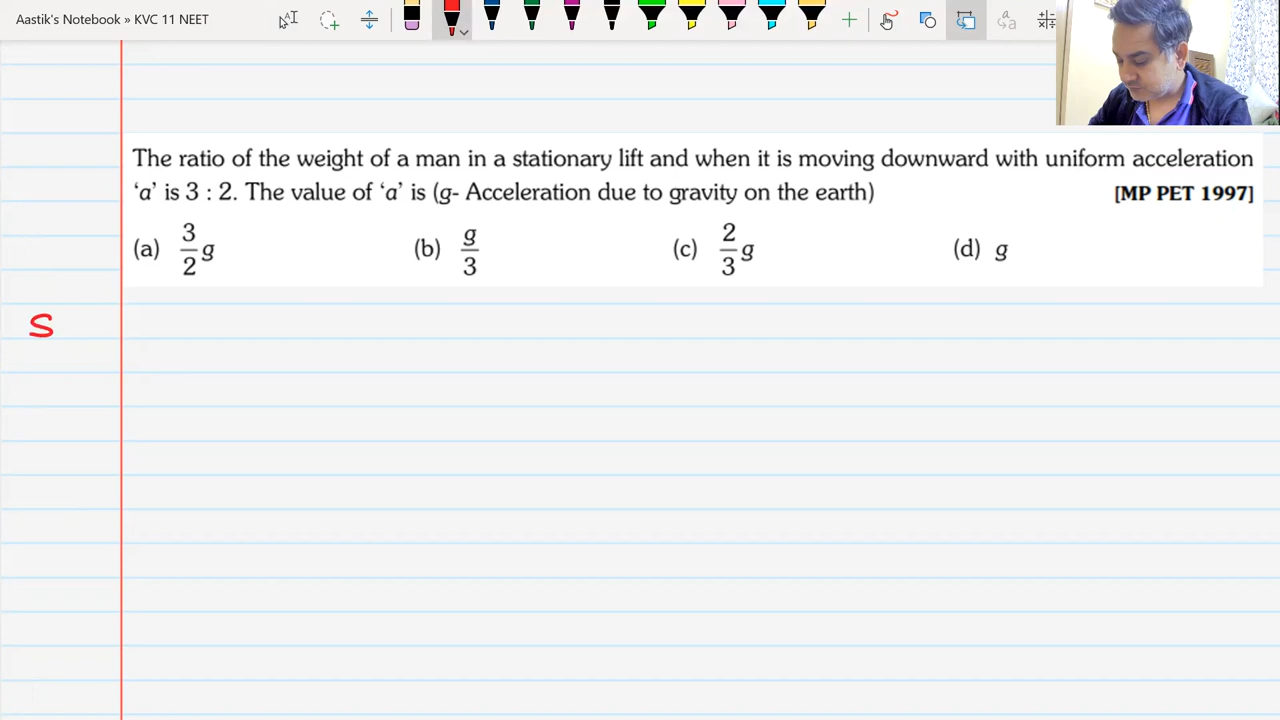 Aastik's Notebook » KVC 11 NEET
The ratio of the weight of a man in a stationary lift and when it is moving downward with uniform acceleration
‘a’ is 3 : 2. The value of ‘a’ is (g- Acceleration due to gravity on the earth) [MP PET 1997]
(a) 3/2 g (b) g/3 (c) 2/3 g (d) g
S